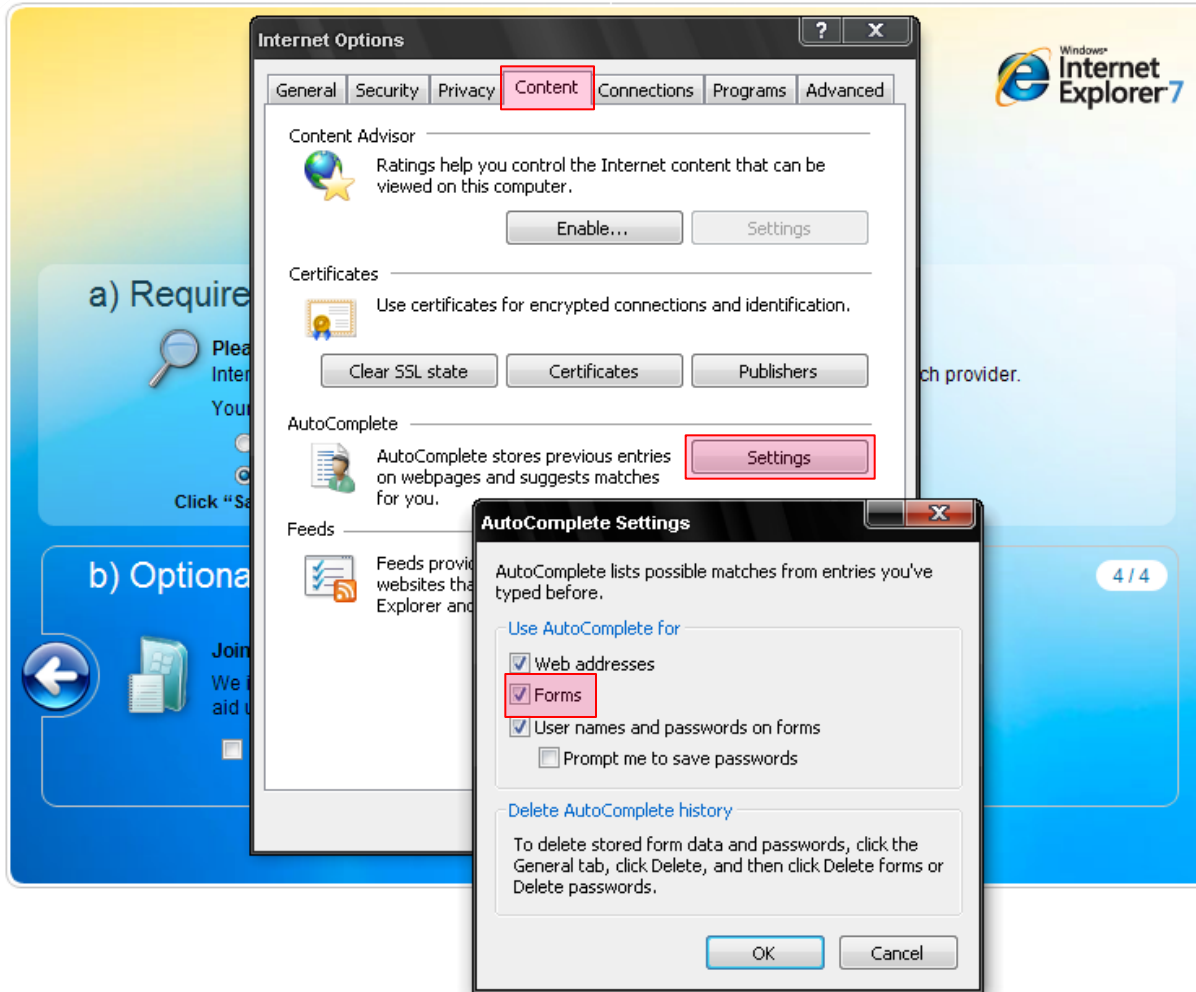 Internet Options
?
X
Windows
Internet
Explorer 7
General
Security
Privacy
Content
Connections
Programs
Advanced
Content Advisor
Ratings help you control the Internet content that can be
viewed on this computer.
Enable...
Settings
Certificates
a) Require
Use certificates for encrypted connections and identification.
Plea
Inter
ch provider.
Clear SSL state
Certificates
Publishers
Your
AutoComplete
AutoComplete stores previous entries
on webpages and suggests matches
for you.
Settings
Click “Sa
Feeds
AutoComplete Settings
X
Feeds provid
websites tha
Explorer and
b) Optiona
4 / 4
AutoComplete lists possible matches from entries you've
typed before.
Use AutoComplete for
Join
We i
aid u
Web addresses
Forms
User names and passwords on forms
Prompt me to save passwords
Delete AutoComplete history
To delete stored form data and passwords, click the
General tab, click Delete, and then click Delete forms or
Delete passwords.
OK
Cancel